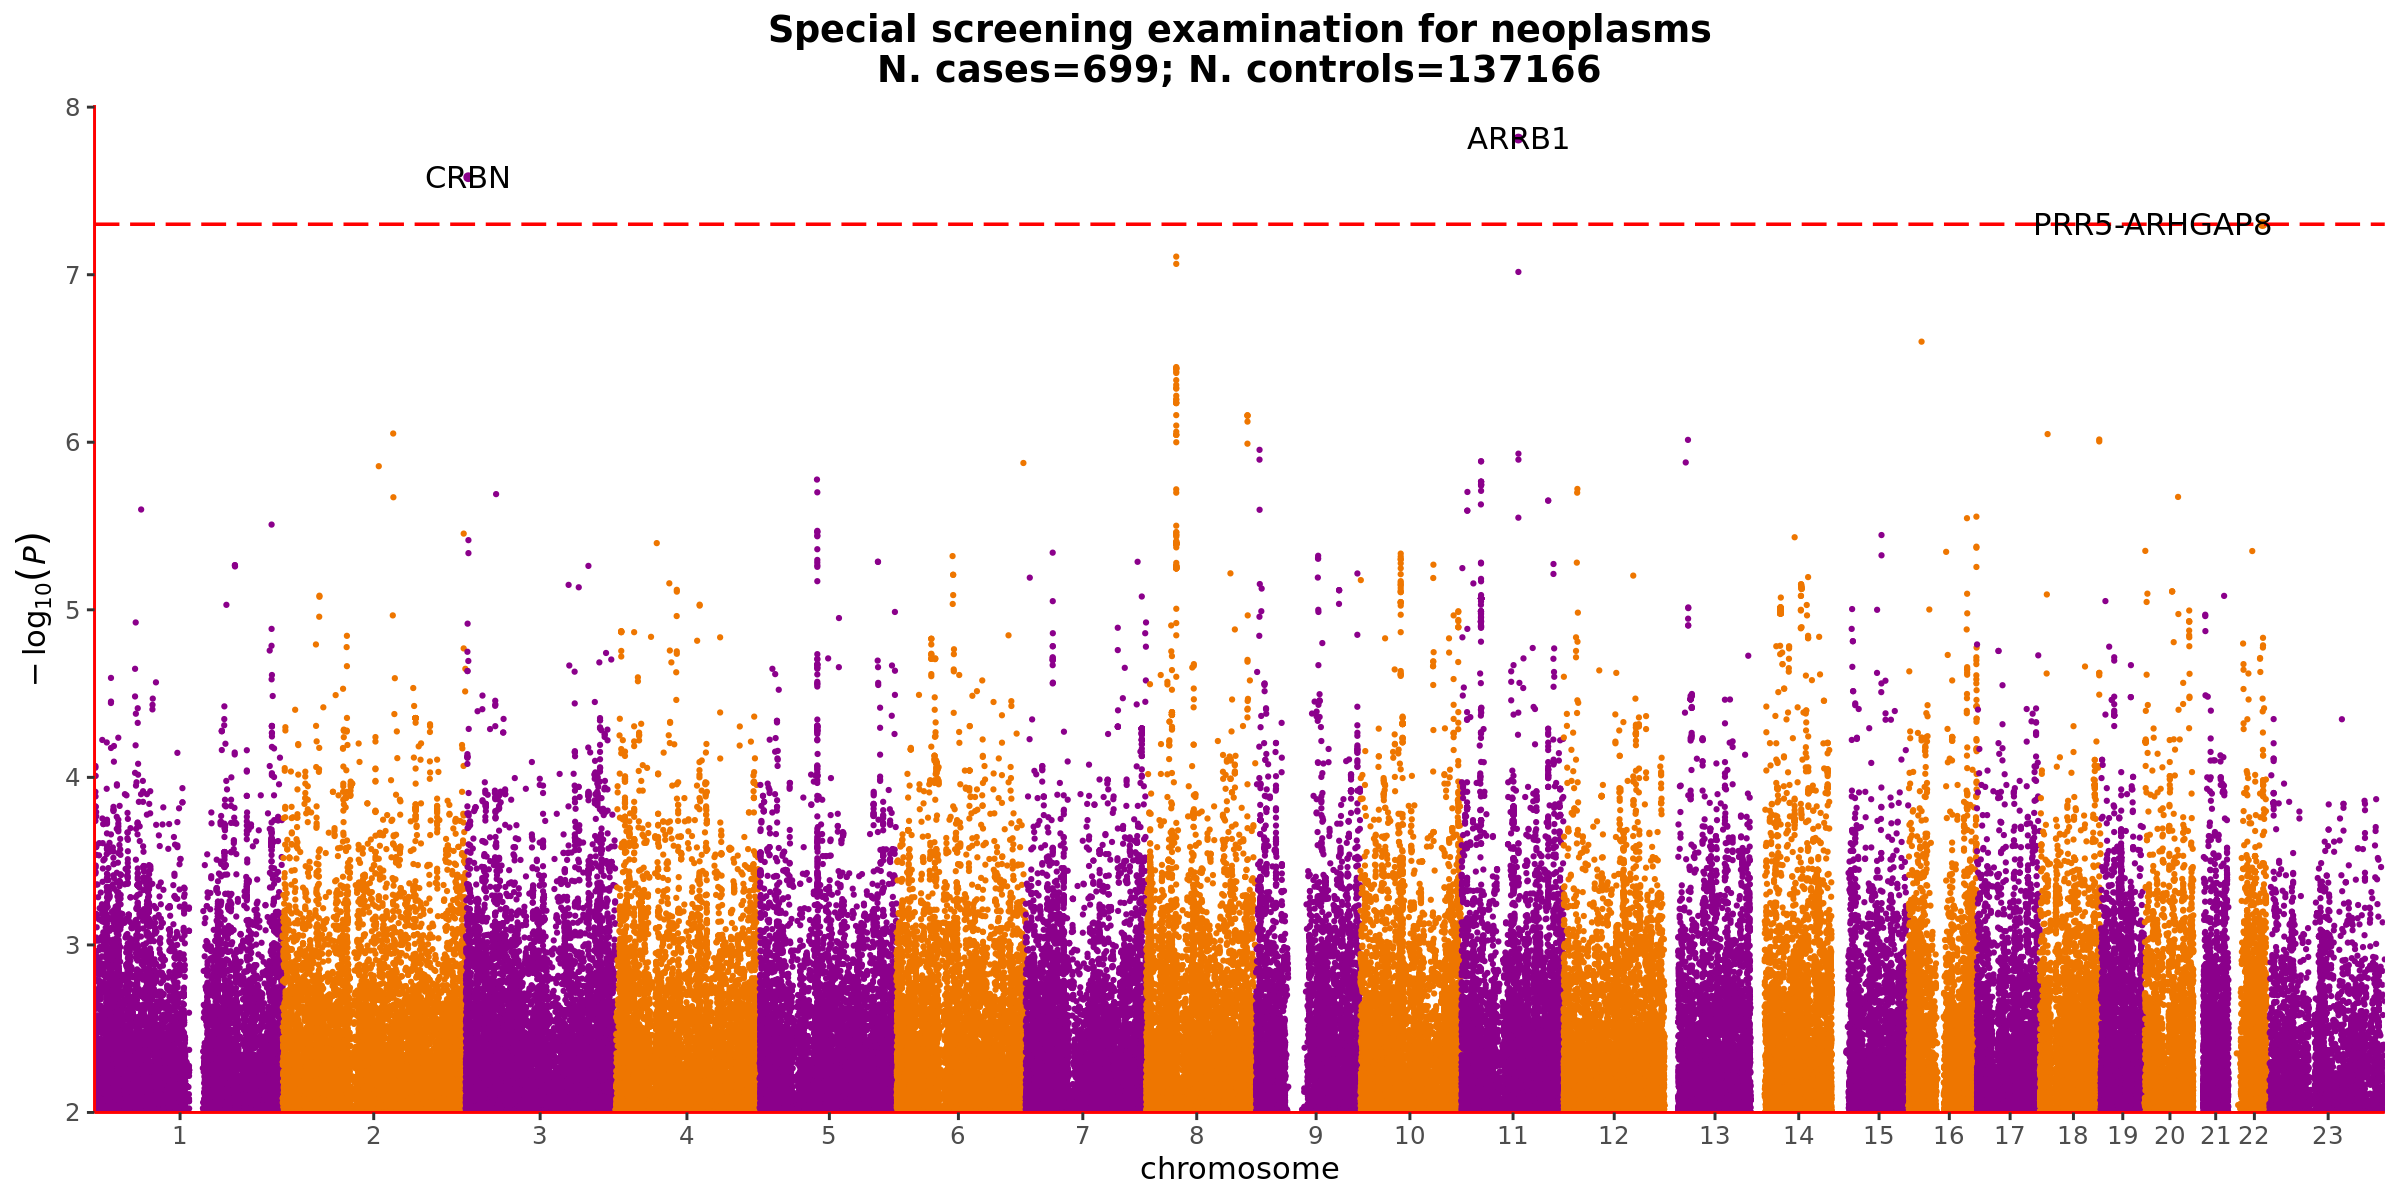 Special screening examination for neoplasms
N. cases=699; N. controls=137166
8
ARRB1
CRBN
PRR5-ARHGAP8
7
6
5
4
3
2
−log10(P)
1 2 3 4 5 6 7 8 9 10 11 12 13 14 15 16 17 18 19 20 21 22 23
chromosome